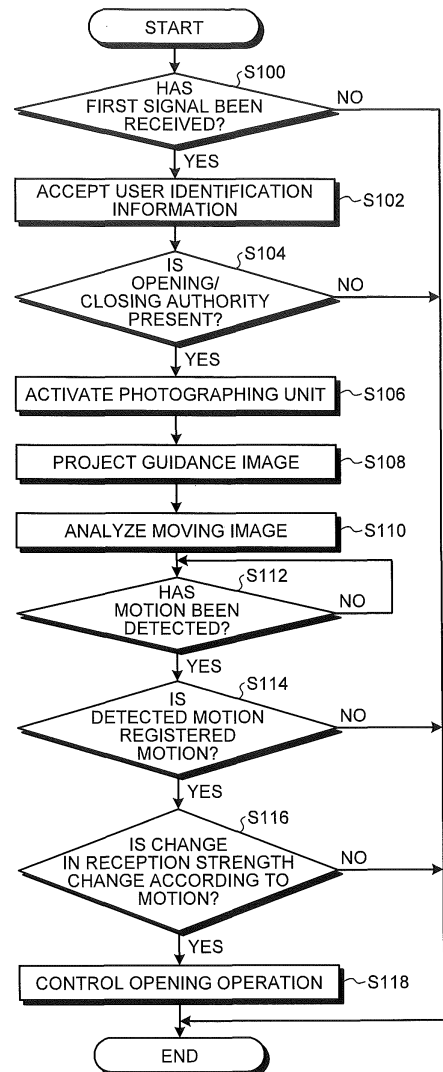 START
S100
HAS
FIRST SIGNAL BEEN
RECEIVED?
NO
YES
ACCEPT USER IDENTIFICATION
INFORMATION
S102
S104
IS
OPENING/
CLOSING AUTHORITY
PRESENT?
NO
YES
ACTIVATE PHOTOGRAPHING UNIT
S106
PROJECT GUIDANCE IMAGE
S108
ANALYZE MOVING IMAGE
S110
S112
HAS
MOTION BEEN
DETECTED?
NO
YES
S114
IS
DETECTED MOTION
REGISTERED
MOTION?
NO
YES
S116
IS CHANGE
IN RECEPTION STRENGTH
CHANGE ACCORDING TO
MOTION?
NO
YES
CONTROL OPENING OPERATION
S118
END